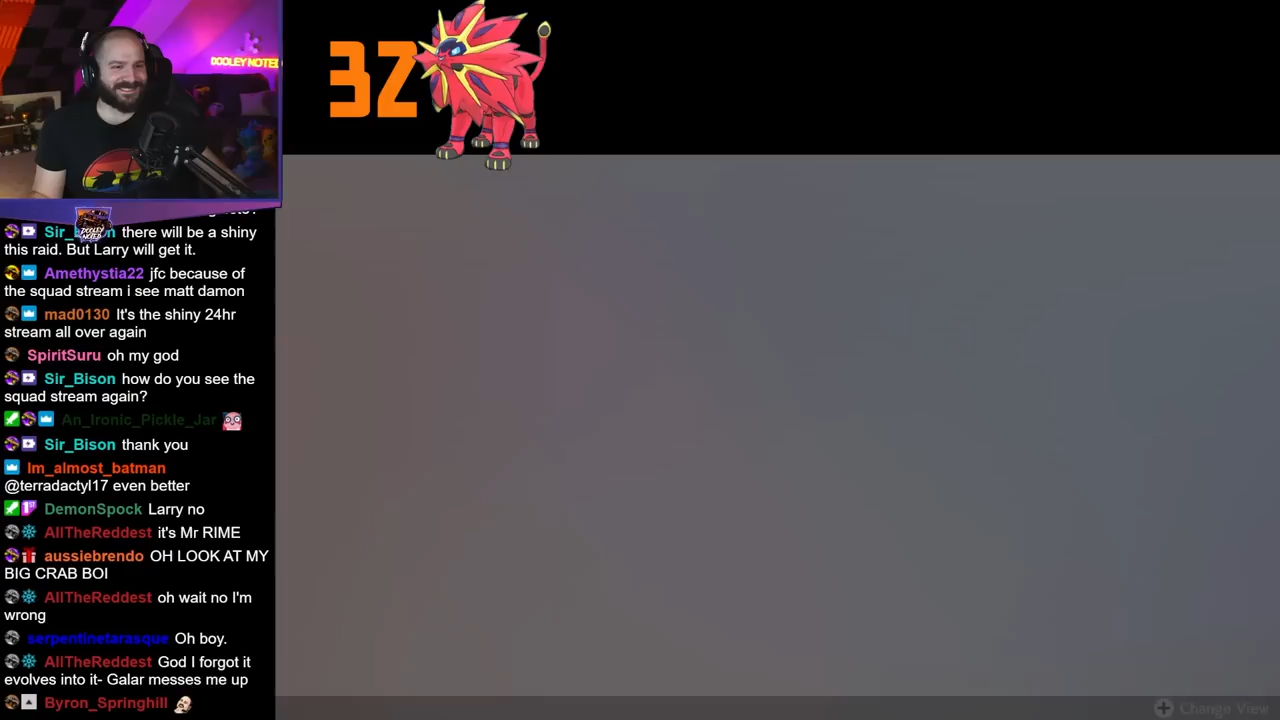 DOOLEY NOTED
32
DOOLEY
NOTED
Sir_Bison there will be a shiny
this raid. But Larry will get it.
Amethystia22 jfc because of
the squad stream i see matt damon
mad0130 It's the shiny 24hr
stream all over again
SpiritSuru oh my god
Sir_Bison how do you see the
squad stream again?
An_Ironic_Pickle_Jar
Sir_Bison thank you
Im_almost_batman
@terradactyl17 even better
DemonSpock Larry no
AllTheReddest it's Mr RIME
aussiebrendo OH LOOK AT MY
BIG CRAB BOI
AllTheReddest oh wait no I'm
wrong
serpentinetarasque Oh boy.
AllTheReddest God I forgot it
evolves into it- Galar messes me up
Byron_Springhill
Change View